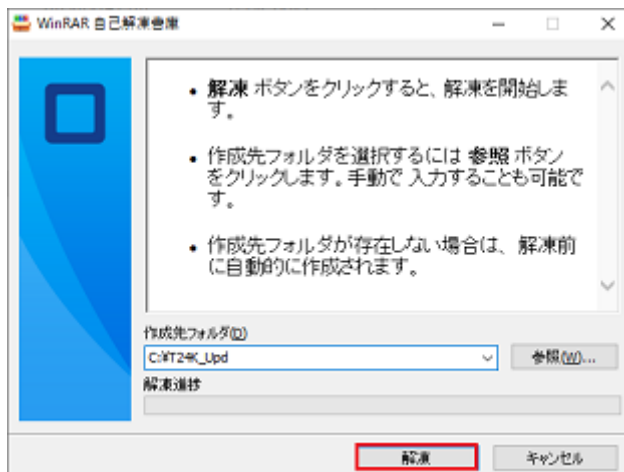 WinRAR 自己解凍書庫
• 解凍 ボタンをクリックすると、解凍を開始しま
す。
• 作成先フォルダを選択するには 参照 ボタン
をクリックします。手動で 入力することも可能で
す。
• 作成先フォルダが存在しない場合は、解凍前
に自動的に作成されます。
作成先フォルダ(D)
C:¥T24K_Upd
参照(W)...
解凍進捗
解凍
キャンセル